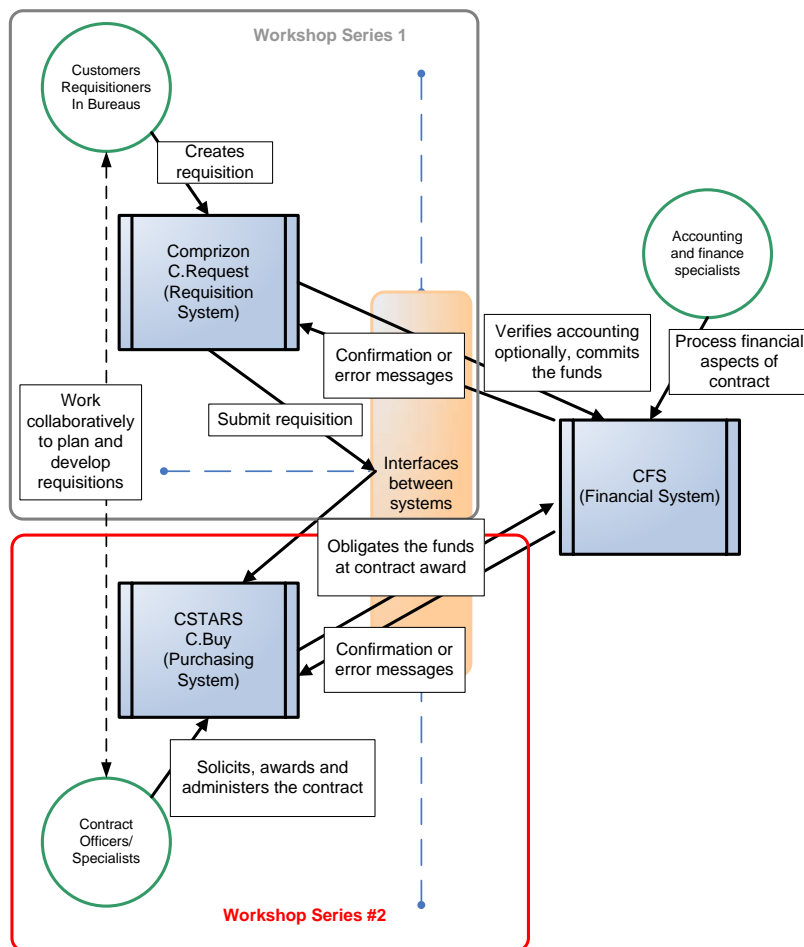 Workshop Series 1
Customers
Requisitioners
In Bureaus
Creates
requisition
Comprizon
C.Request
(Requisition
System)
Accounting
and finance
specialists
Confirmation or
error messages
Verifies accounting
optionally, commits
the funds
Process financial
aspects of
contract
Work
collaboratively
to plan and
develop
requisitions
Submit requisition
Interfaces
between
systems
CFS
(Financial System)
Obligates the funds
at contract award
CSTARS
C.Buy
(Purchasing
System)
Confirmation or
error messages
Solicits, awards and
administers the contract
Contract
Officers/
Specialists
Workshop Series #2